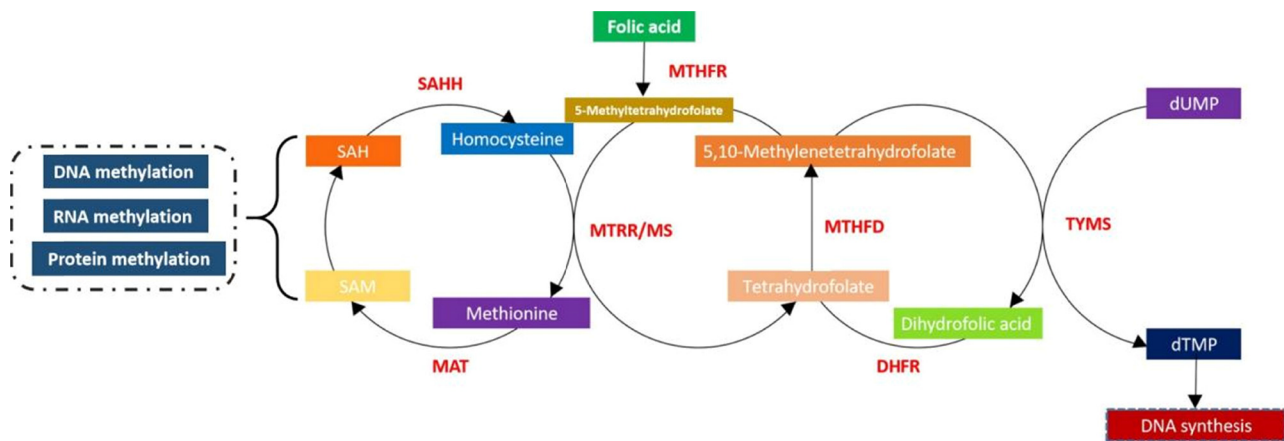 Folic acid
MTHFR
SAHH
5-Methyltetrahydrofolate
dUMP
Homocysteine
SAH
5,10-Methylenetetrahydrofolate
DNA methylation
RNA methylation
Protein methylation
MTRR/MS
MTHFD
TYMS
SAM
Tetrahydrofolate
Methionine
Dihydrofolic acid
MAT
DHFR
dTMP
DNA synthesis